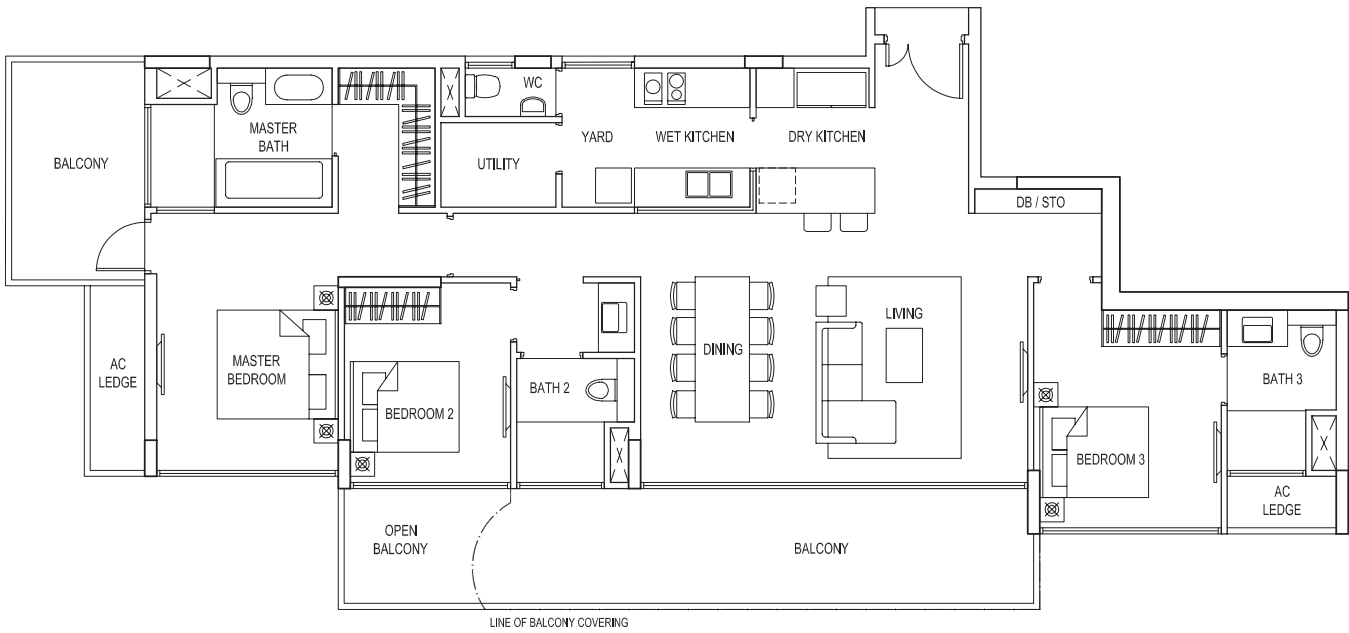 WC
MASTER
BATH
YARD
WET KITCHEN
DRY KITCHEN
BALCONY
UTILITY
DB / STO
LIVING
AC
LEDGE
MASTER
BEDROOM
DINING
BATH 2
BATH 3
BEDROOM 2
BEDROOM 3
AC
LEDGE
OPEN
BALCONY
BALCONY
LINE OF BALCONY COVERING